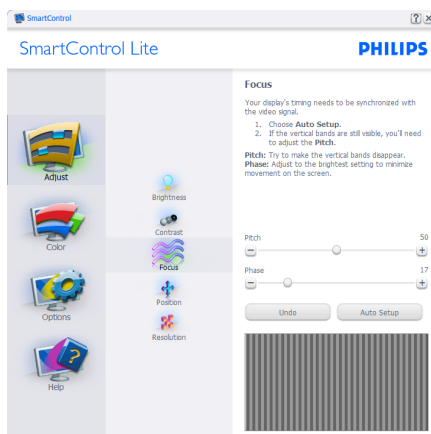 SmartControl
?
SmartControl Lite
PHILIPS
Adjust
Color
Options
?
Help
Brightness
Contrast
Focus
Position
Resolution
Focus
Your display's timing needs to be synchronized with
the video signal.
1. Choose Auto Setup.
2. If the vertical bands are still visible, you'll need
to adjust the Pitch.
Pitch: Try to make the vertical bands disappear.
Phase: Adjust to the brightest setting to minimize
movement on the screen.
Pitch 50
Phase 17
Undo Auto Setup